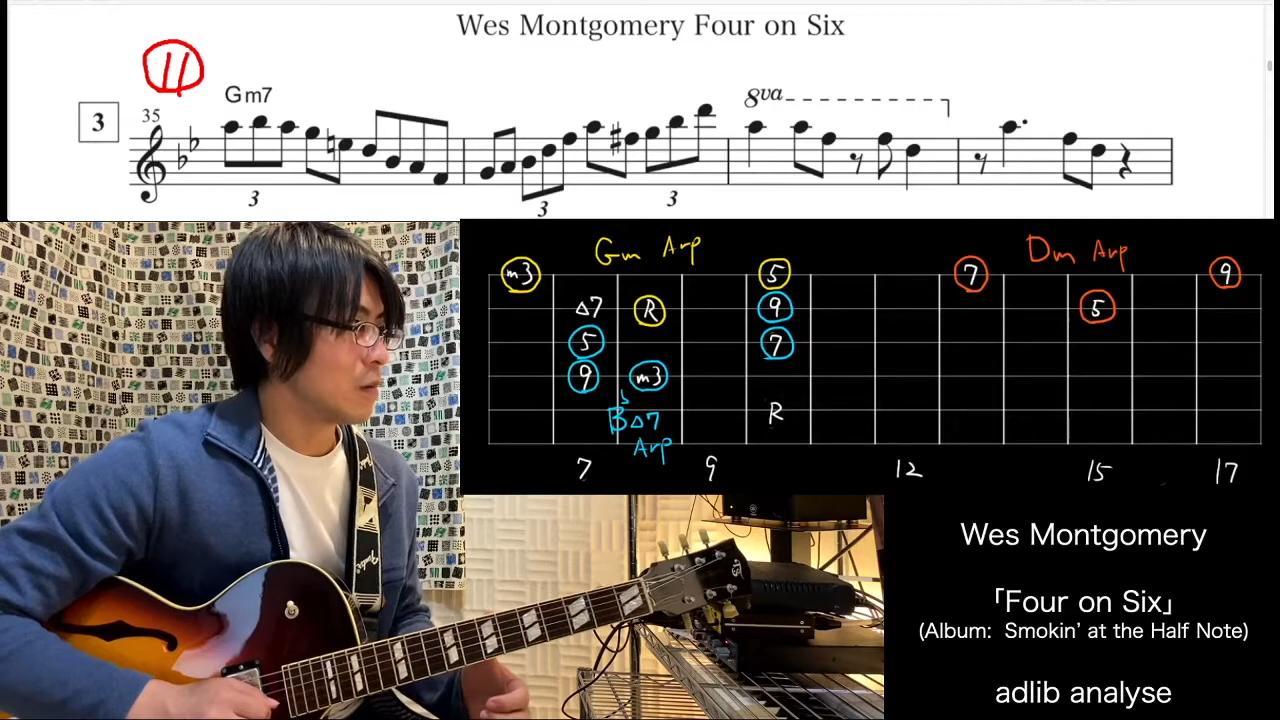 Wes Montgomery Four on Six
11
3
35
Gm7
8va
3
3
3
Gm Arp
Dm Arp
m3
5
7
9
Δ7
R
9
5
5
7
9
m3
B♭Δ7
Arp
R
7
9
12
15
17
Wes Montgomery
「Four on Six」
(Album: Smokin' at the Half Note)
adlib analyse